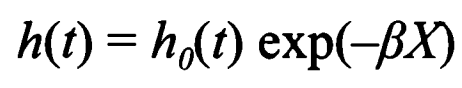 h(t) = h₀(t) exp(–βX)